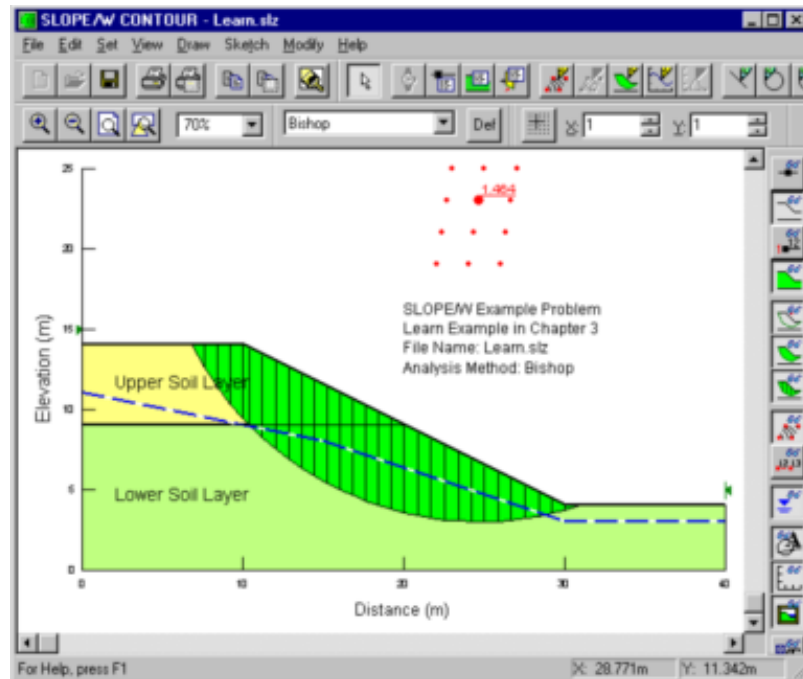 SLOPE/W CONTOUR - Learn.slz
File Edit Set View Draw Sketch Modify Help
70% Bishop Def X: 1 Y: 1
25
1.464
20
SLOPE/W Example Problem
Learn Example in Chapter 3
File Name: Learn.slz
Analysis Method: Bishop
15
Elevation (m)
Upper Soil Layer
10
Lower Soil Layer
5
0
0 10 20 30 40
Distance (m)
For Help, press F1 X: 28.771m Y: 11.342m